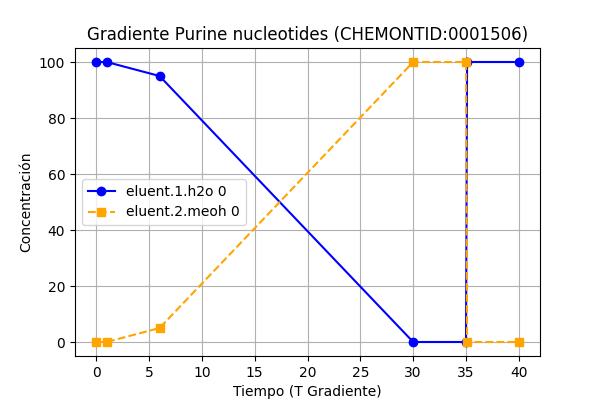 Gradiente Purine nucleotides (CHEMONTID:0001506)
100
80
60
40
20
0
Concentración
eluent.1.h2o 0
eluent.2.meoh 0
0 5 10 15 20 25 30 35 40
Tiempo (T Gradiente)